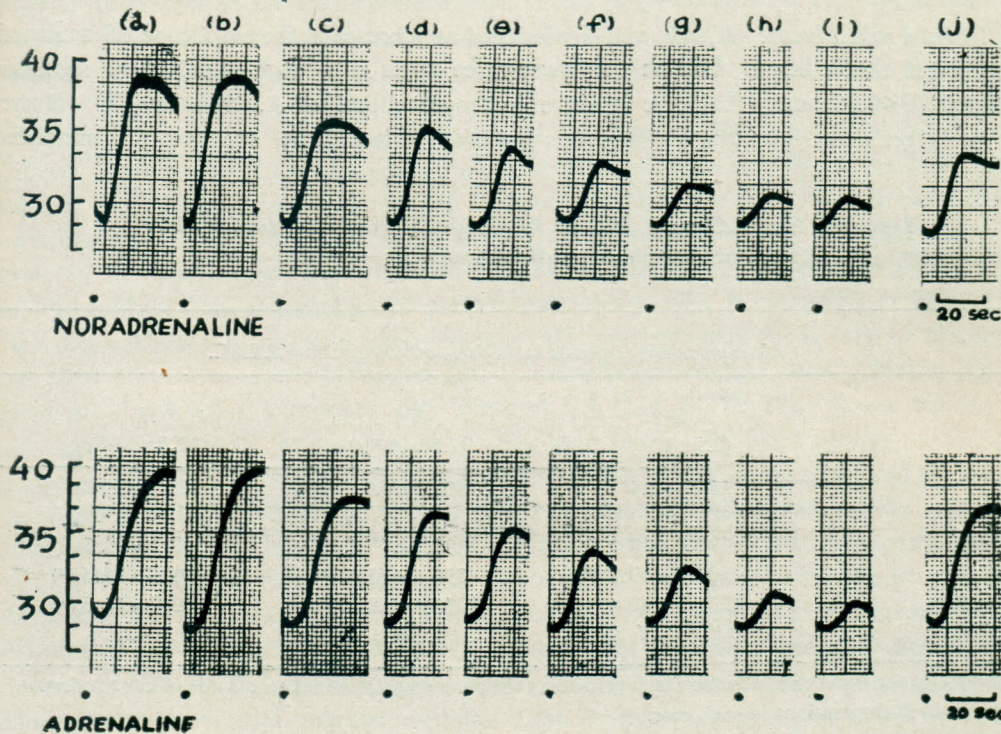 (a) (b) (c) (d) (e) (f) (g) (h) (i) (j)
40
35
30
20 sec
NORADRENALINE
40
35
30
20 sec
ADRENALINE